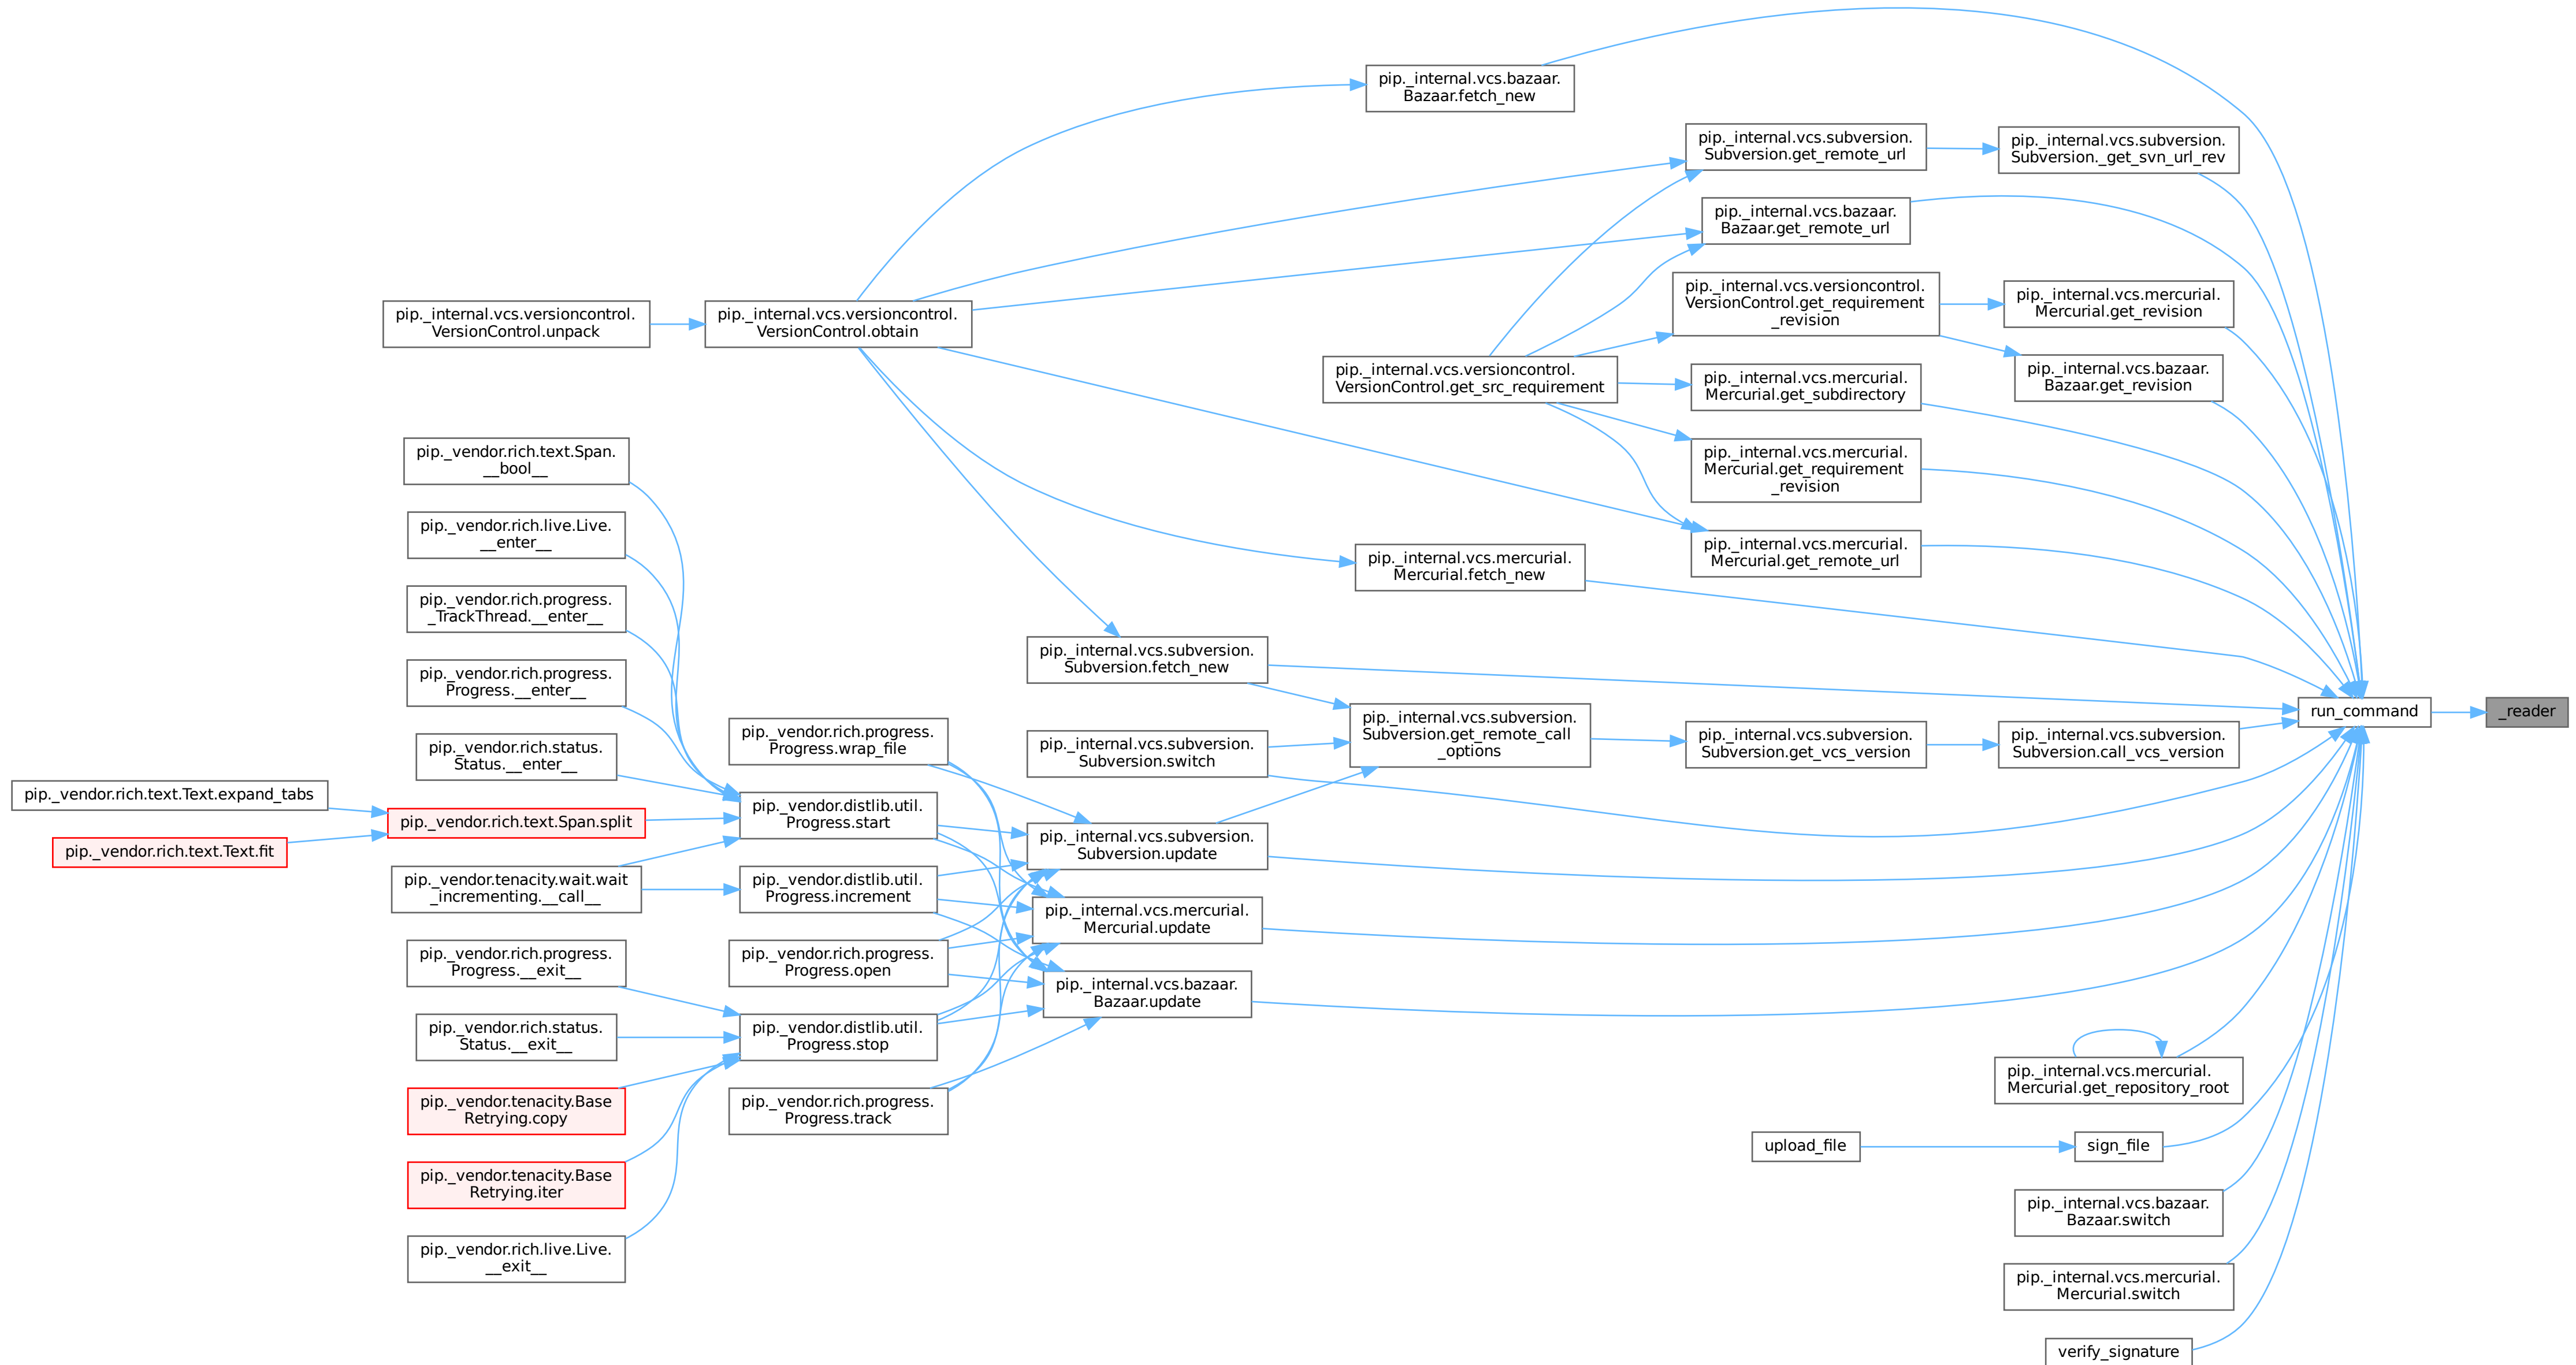 pip._internal.vcs.bazaar.
Bazaar.fetch_new
pip._internal.vcs.subversion.
Subversion.get_remote_url
pip._internal.vcs.subversion.
Subversion._get_svn_url_rev
pip._internal.vcs.bazaar.
Bazaar.get_remote_url
pip._internal.vcs.versioncontrol.
VersionControl.unpack
pip._internal.vcs.versioncontrol.
VersionControl.obtain
pip._internal.vcs.versioncontrol.
VersionControl.get_requirement
_revision
pip._internal.vcs.mercurial.
Mercurial.get_revision
pip._internal.vcs.versioncontrol.
VersionControl.get_src_requirement
pip._internal.vcs.mercurial.
Mercurial.get_subdirectory
pip._internal.vcs.bazaar.
Bazaar.get_revision
pip._vendor.rich.text.Span.
__bool__
pip._internal.vcs.mercurial.
Mercurial.get_requirement
_revision
pip._vendor.rich.live.Live.
__enter__
pip._internal.vcs.mercurial.
Mercurial.fetch_new
pip._internal.vcs.mercurial.
Mercurial.get_remote_url
pip._vendor.rich.progress.
_TrackThread.__enter__
pip._internal.vcs.subversion.
Subversion.fetch_new
pip._vendor.rich.progress.
Progress.__enter__
run_command
_reader
pip._vendor.rich.status.
Status.__enter__
pip._vendor.rich.progress.
Progress.wrap_file
pip._internal.vcs.subversion.
Subversion.switch
pip._internal.vcs.subversion.
Subversion.get_remote_call
_options
pip._internal.vcs.subversion.
Subversion.get_vcs_version
pip._internal.vcs.subversion.
Subversion.call_vcs_version
pip._vendor.rich.text.Text.expand_tabs
pip._vendor.rich.text.Span.split
pip._vendor.distlib.util.
Progress.start
pip._internal.vcs.subversion.
Subversion.update
pip._vendor.rich.text.Text.fit
pip._vendor.tenacity.wait.wait
_incrementing.__call__
pip._vendor.distlib.util.
Progress.increment
pip._internal.vcs.mercurial.
Mercurial.update
pip._vendor.rich.progress.
Progress.__exit__
pip._vendor.rich.progress.
Progress.open
pip._internal.vcs.bazaar.
Bazaar.update
pip._vendor.rich.status.
Status.__exit__
pip._vendor.distlib.util.
Progress.stop
pip._internal.vcs.mercurial.
Mercurial.get_repository_root
pip._vendor.tenacity.Base
Retrying.copy
pip._vendor.rich.progress.
Progress.track
upload_file
sign_file
pip._vendor.tenacity.Base
Retrying.iter
pip._internal.vcs.bazaar.
Bazaar.switch
pip._vendor.rich.live.Live.
__exit__
pip._internal.vcs.mercurial.
Mercurial.switch
verify_signature